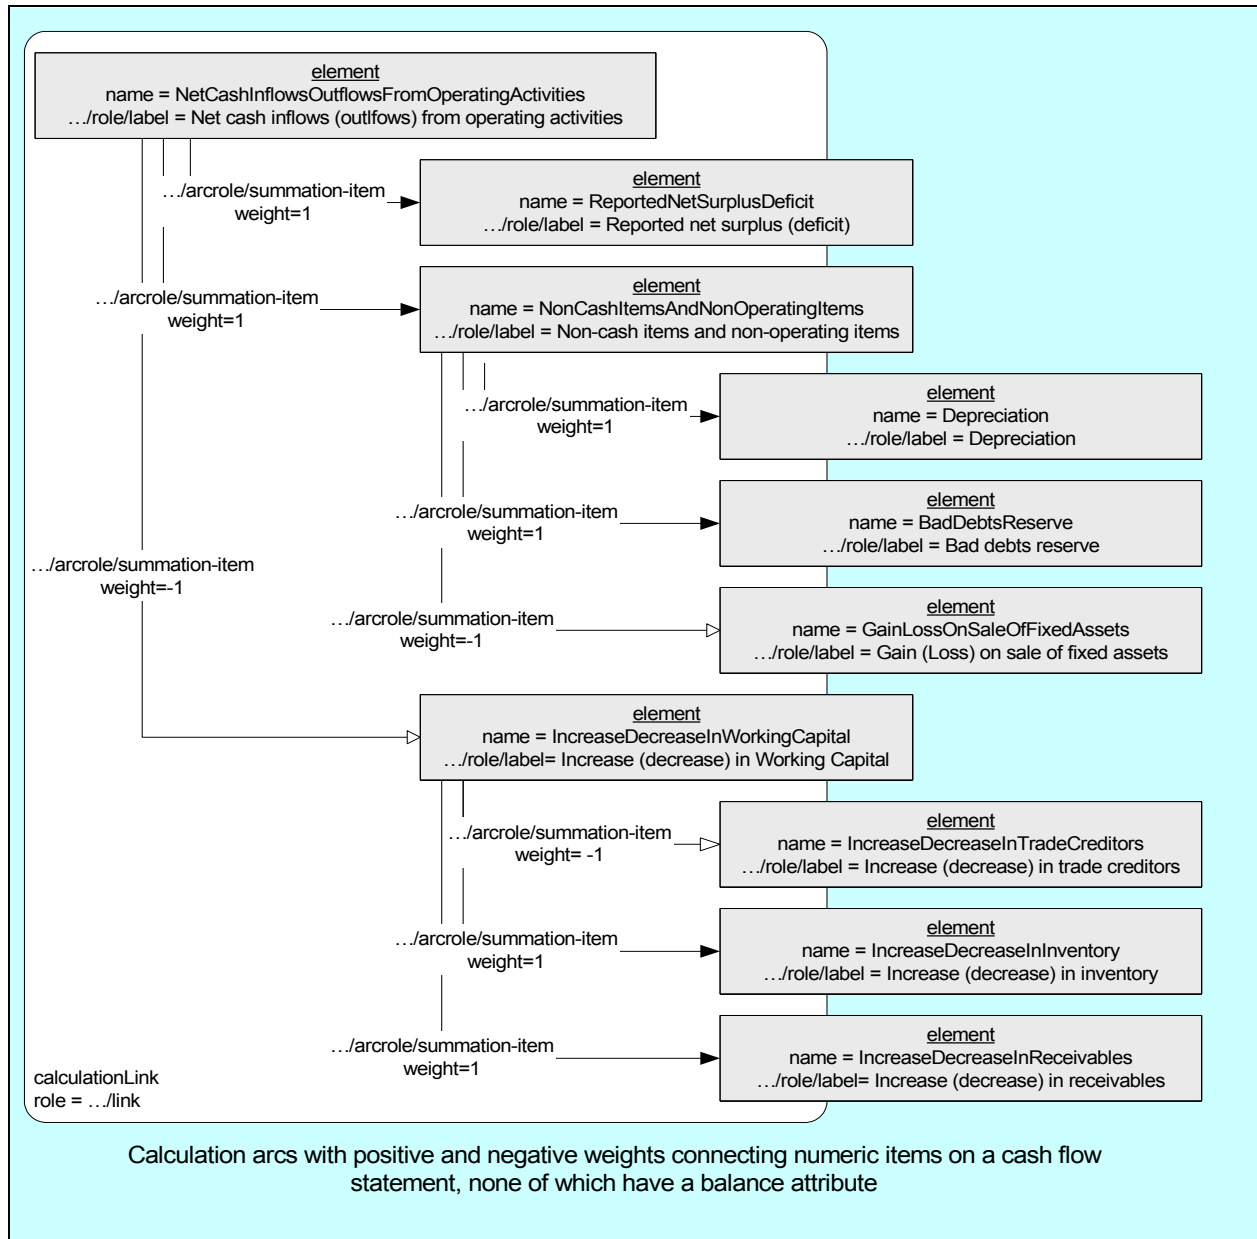 element
name = NetCashInflowsOutflowsFromOperatingActivities
…/role/label = Net cash inflows (outlfows) from operating activities
…/arcrole/summation-item
weight=1
element
name = ReportedNetSurplusDeficit
…/role/label = Reported net surplus (deficit)
…/arcrole/summation-item
weight=1
element
name = NonCashItemsAndNonOperatingItems
…/role/label = Non-cash items and non-operating items
…/arcrole/summation-item
weight=1
element
name = Depreciation
…/role/label = Depreciation
…/arcrole/summation-item
weight=1
element
name = BadDebtsReserve
…/role/label = Bad debts reserve
…/arcrole/summation-item
weight=-1
…/arcrole/summation-item
weight=-1
element
name = GainLossOnSaleOfFixedAssets
…/role/label = Gain (Loss) on sale of fixed assets
element
name = IncreaseDecreaseInWorkingCapital
…/role/label= Increase (decrease) in Working Capital
…/arcrole/summation-item
weight= -1
element
name = IncreaseDecreaseInTradeCreditors
…/role/label = Increase (decrease) in trade creditors
…/arcrole/summation-item
weight=1
element
name = IncreaseDecreaseInInventory
…/role/label = Increase (decrease) in inventory
…/arcrole/summation-item
weight=1
element
name = IncreaseDecreaseInReceivables
…/role/label= Increase (decrease) in receivables
calculationLink
role = …/link
Calculation arcs with positive and negative weights connecting numeric items on a cash flow
statement, none of which have a balance attribute